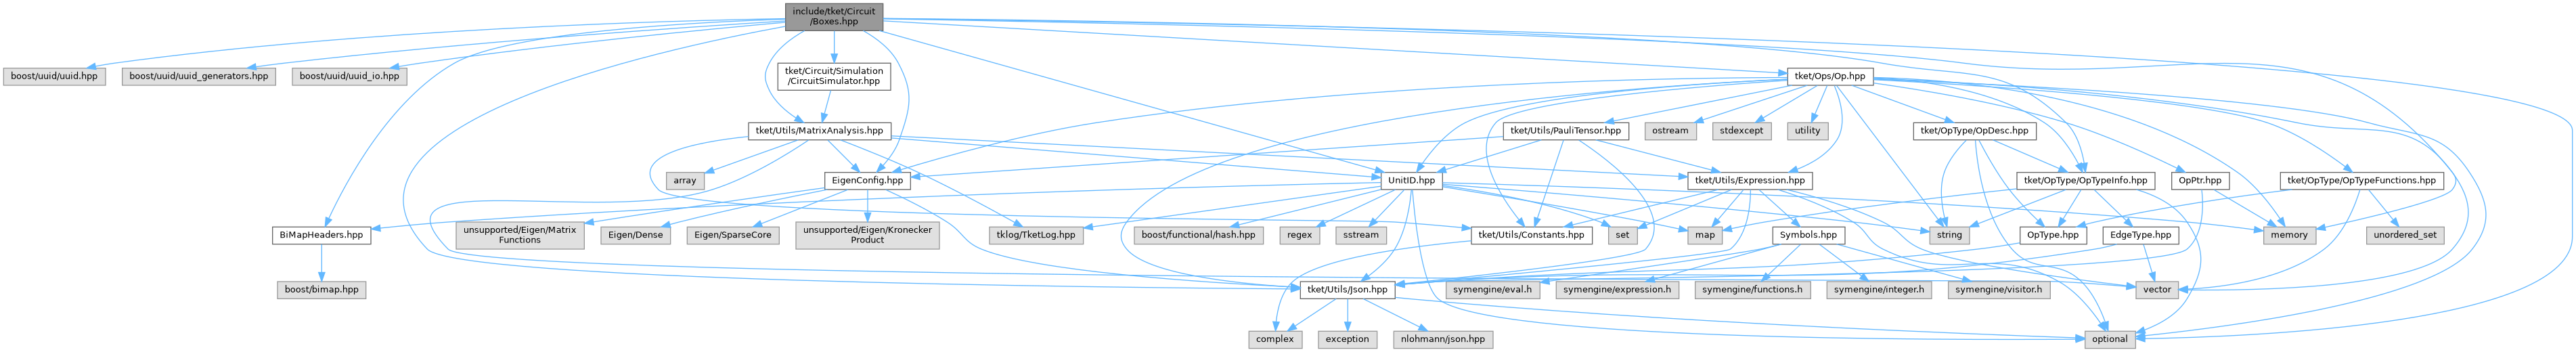 include/tket/Circuit
/Boxes.hpp
boost/uuid/uuid.hpp
boost/uuid/uuid_generators.hpp
boost/uuid/uuid_io.hpp
tket/Circuit/Simulation
/CircuitSimulator.hpp
tket/Ops/Op.hpp
tket/Utils/MatrixAnalysis.hpp
tket/Utils/PauliTensor.hpp
ostream
stdexcept
utility
tket/OpType/OpDesc.hpp
array
EigenConfig.hpp
UnitID.hpp
tket/Utils/Expression.hpp
tket/OpType/OpTypeInfo.hpp
OpPtr.hpp
tket/OpType/OpTypeFunctions.hpp
BiMapHeaders.hpp
unsupported/Eigen/Matrix
Functions
Eigen/Dense
Eigen/SparseCore
unsupported/Eigen/Kronecker
Product
tklog/TketLog.hpp
boost/functional/hash.hpp
regex
sstream
tket/Utils/Constants.hpp
set
Symbols.hpp
map
string
OpType.hpp
EdgeType.hpp
memory
unordered_set
boost/bimap.hpp
tket/Utils/Json.hpp
symengine/eval.h
symengine/expression.h
symengine/functions.h
symengine/integer.h
symengine/visitor.h
vector
complex
exception
nlohmann/json.hpp
optional